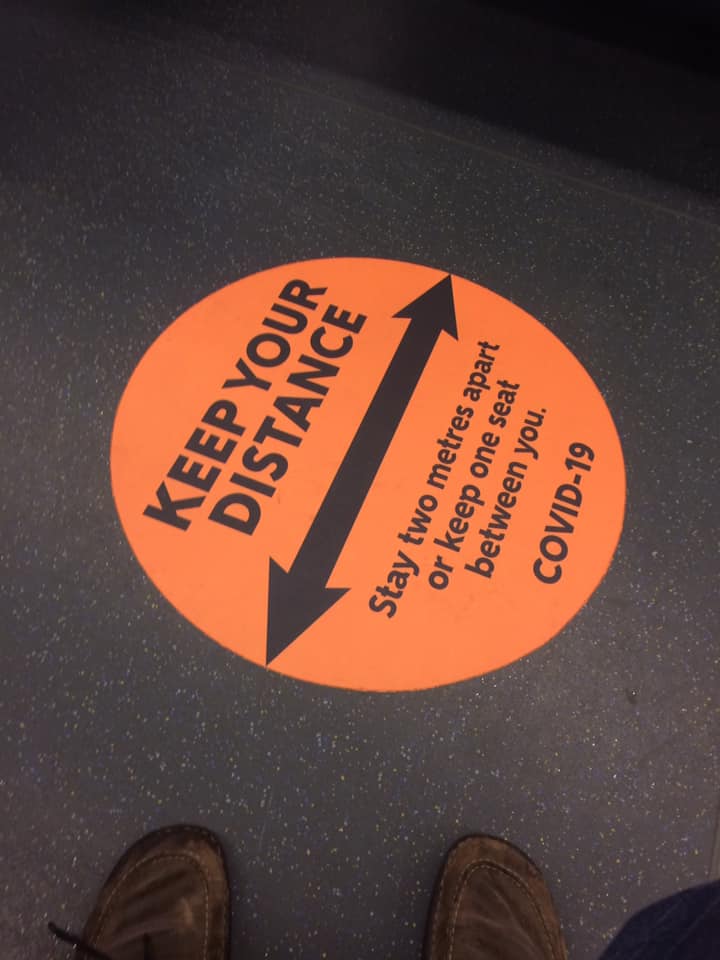 KEEP YOUR
DISTANCE
Stay two metres apart
or keep one seat
between you.
COVID-19